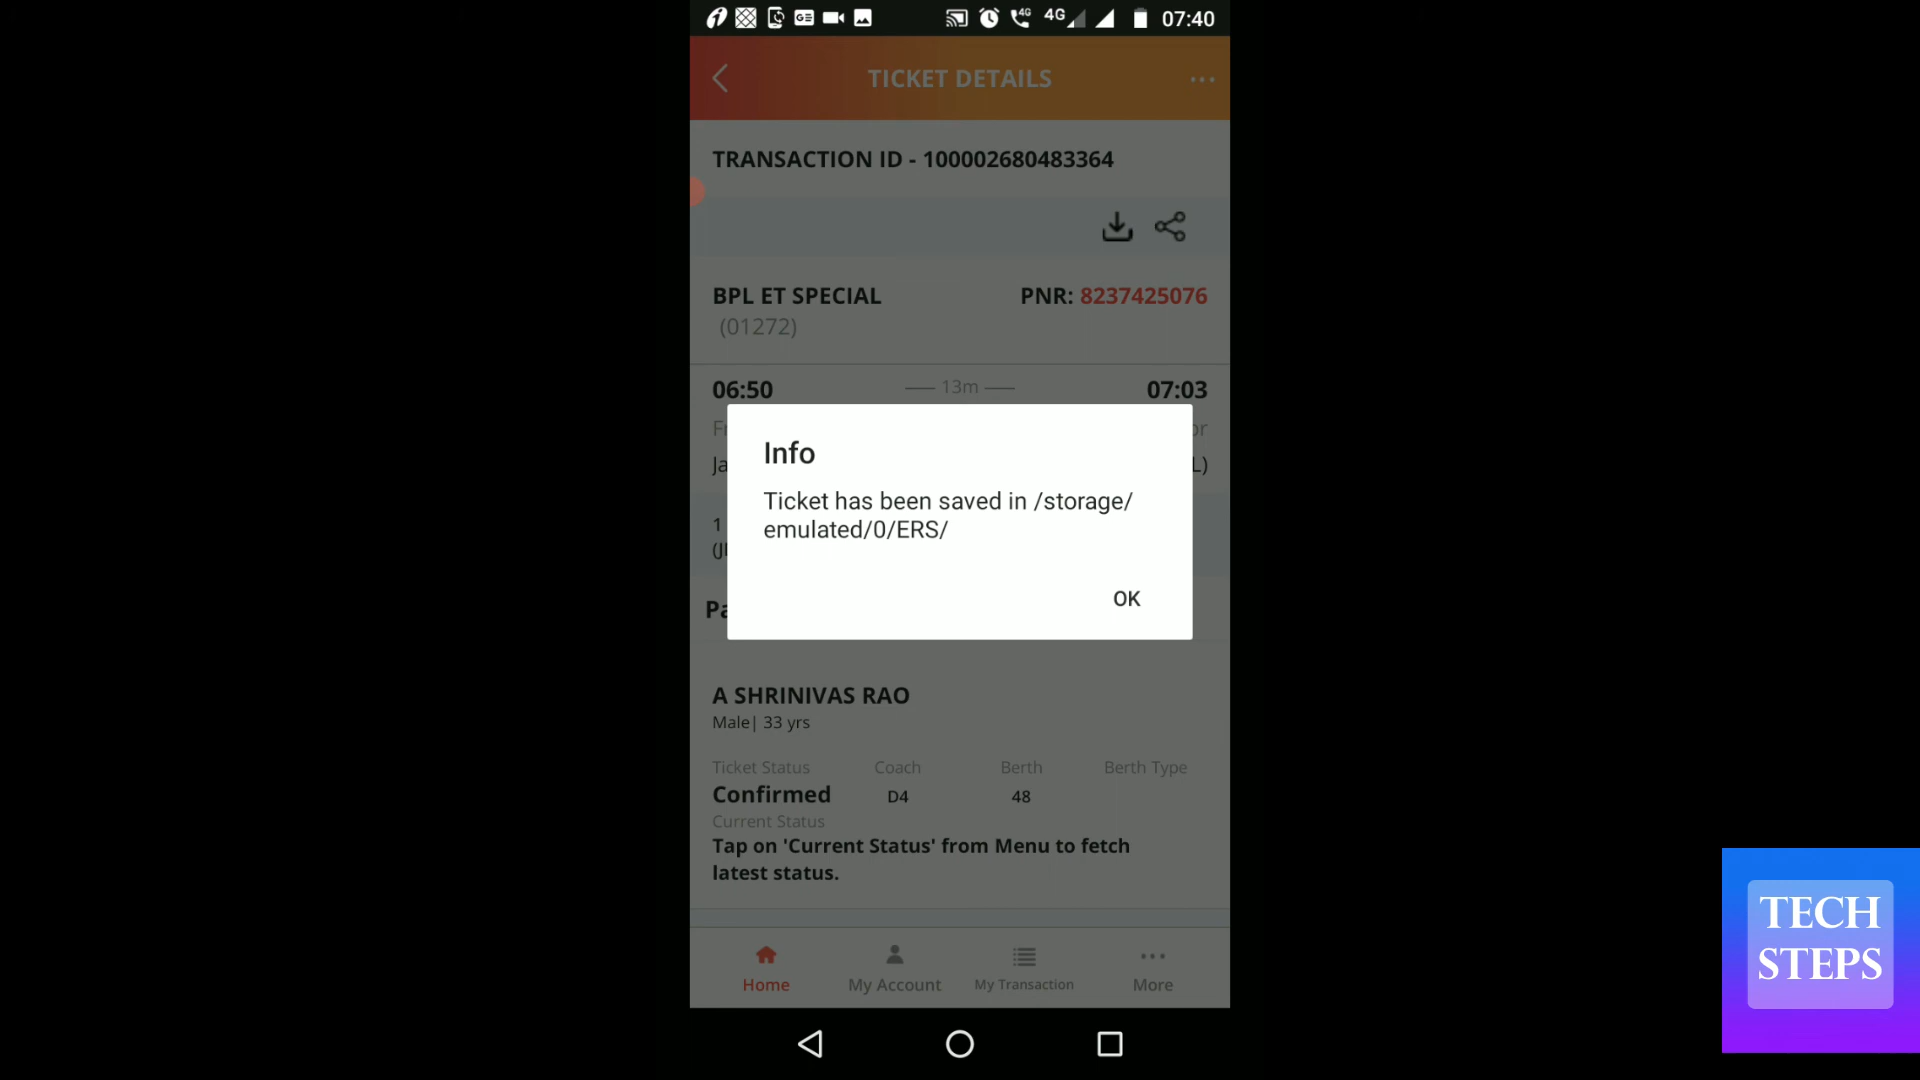 4G 4G 07:40
TICKET DETAILS
TRANSACTION ID - 100002680483364
BPL ET SPECIAL PNR: 8237425076
(01272)
06:50 13m 07:03
Info
Ticket has been saved in /storage/
emulated/0/ERS/
OK
A SHRINIVAS RAO
Male| 33 yrs
Ticket Status Coach Berth Berth Type
Confirmed D4 48
Current Status
Tap on 'Current Status' from Menu to fetch
latest status.
Home My Account My Transaction More
TECH
STEPS